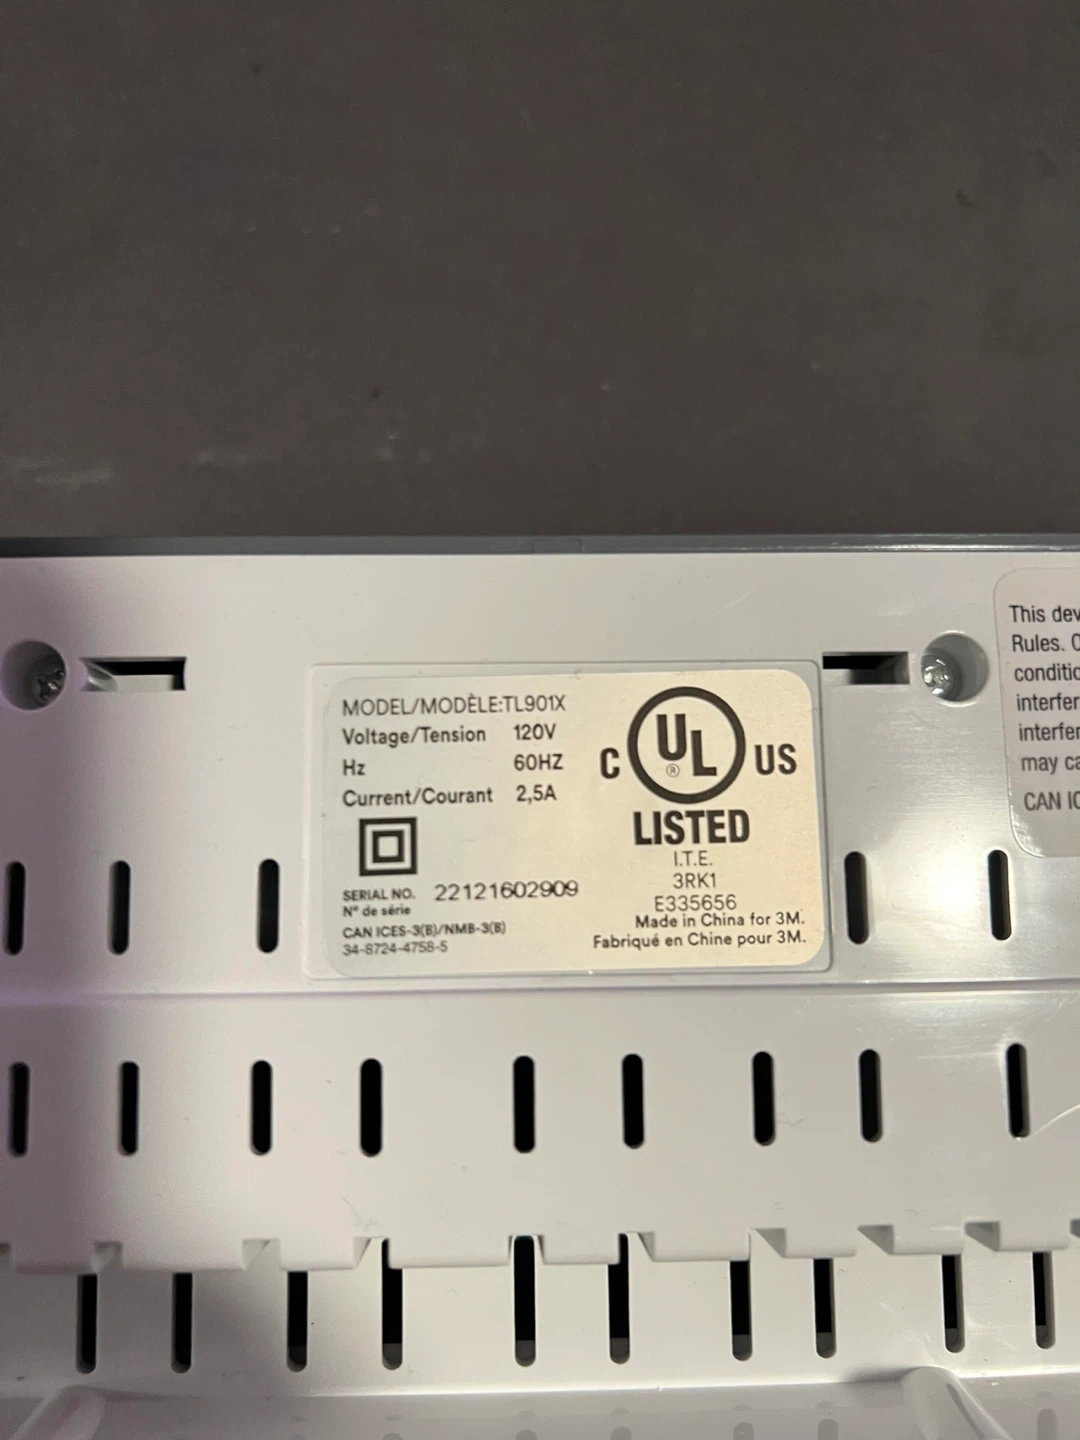 MODEL/MODÈLE:TL901X
Voltage/Tension 120V
Hz 60HZ
Current/Courant 2,5A
SERIAL NO. 22121602909
N° de série
CAN ICES-3(B)/NMB-3(B)
34-8724-4758-5
C UL ® US
LISTED
I.T.E.
3RK1
E335656
Made in China for 3M.
Fabriqué en Chine pour 3M.
This dev
Rules.
conditio
interfer
interfer
may ca
CAN IC